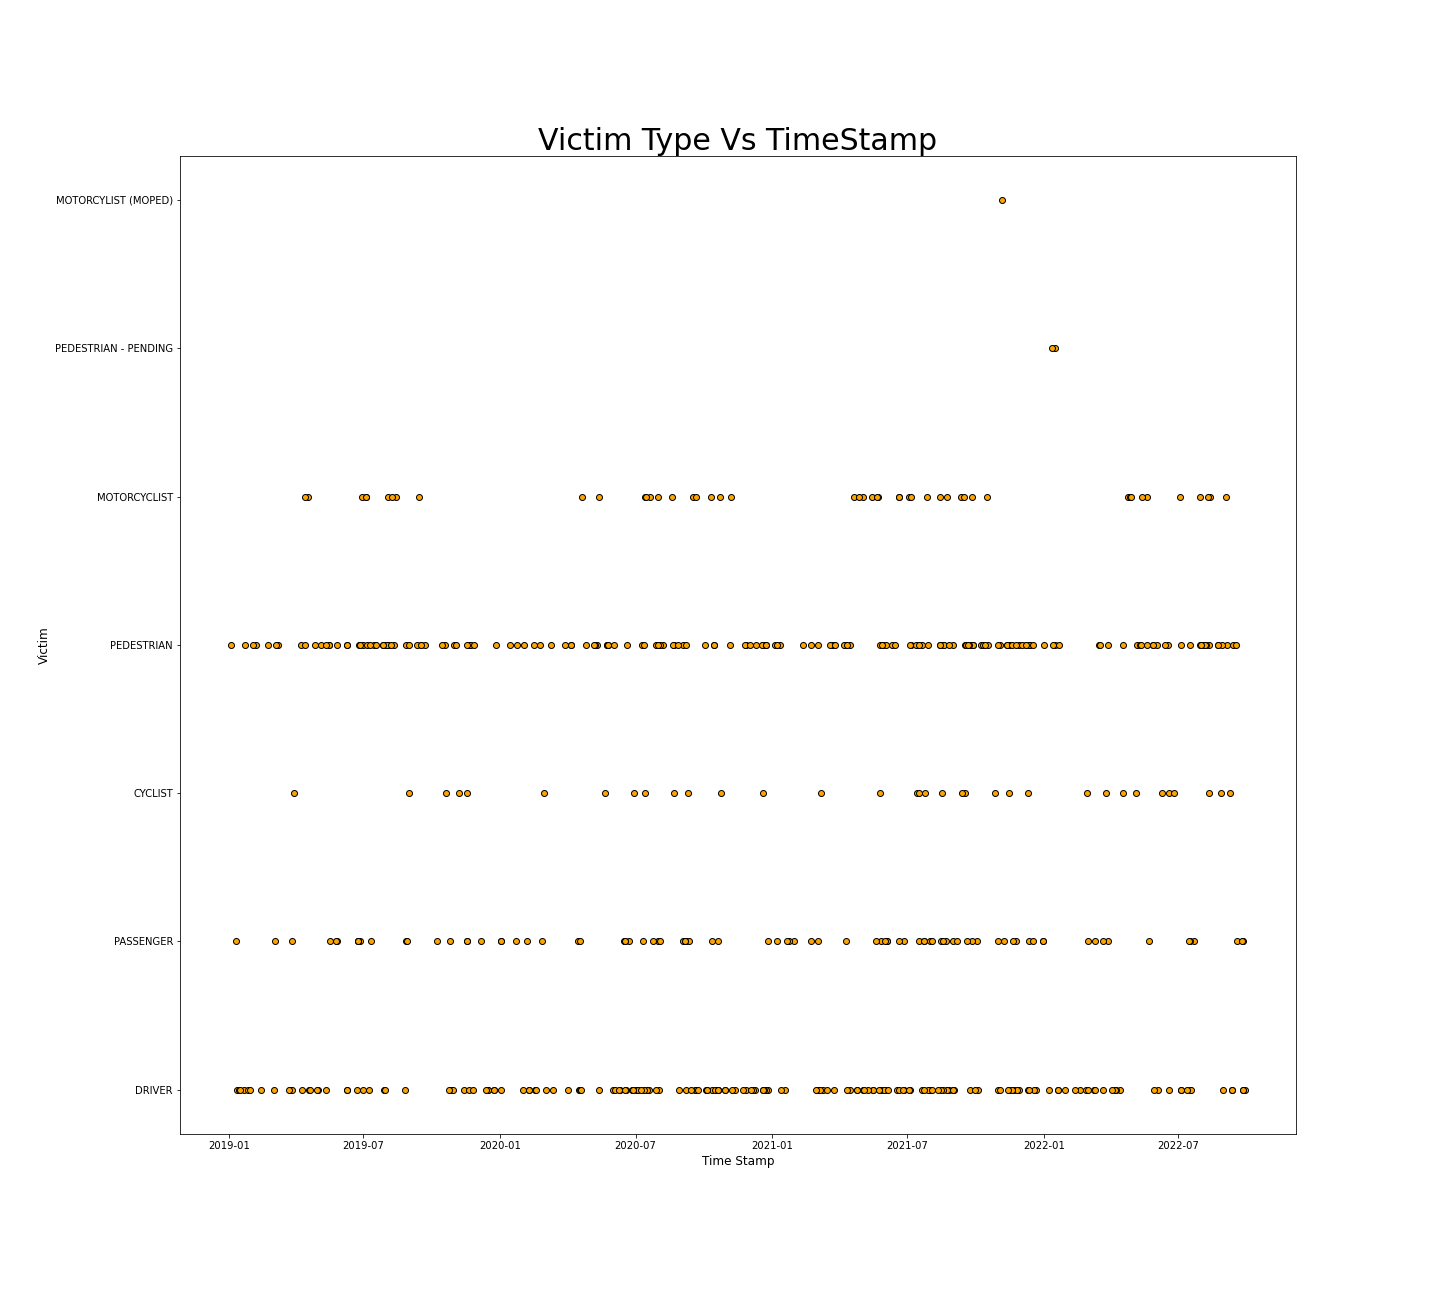 Victim Type Vs TimeStamp
MOTORCYLIST (MOPED)
PEDESTRIAN - PENDING
MOTORCYCLIST
PEDESTRIAN
CYCLIST
PASSENGER
DRIVER
Victim
2019-01 2019-07 2020-01 2020-07 2021-01 2021-07 2022-01 2022-07
Time Stamp